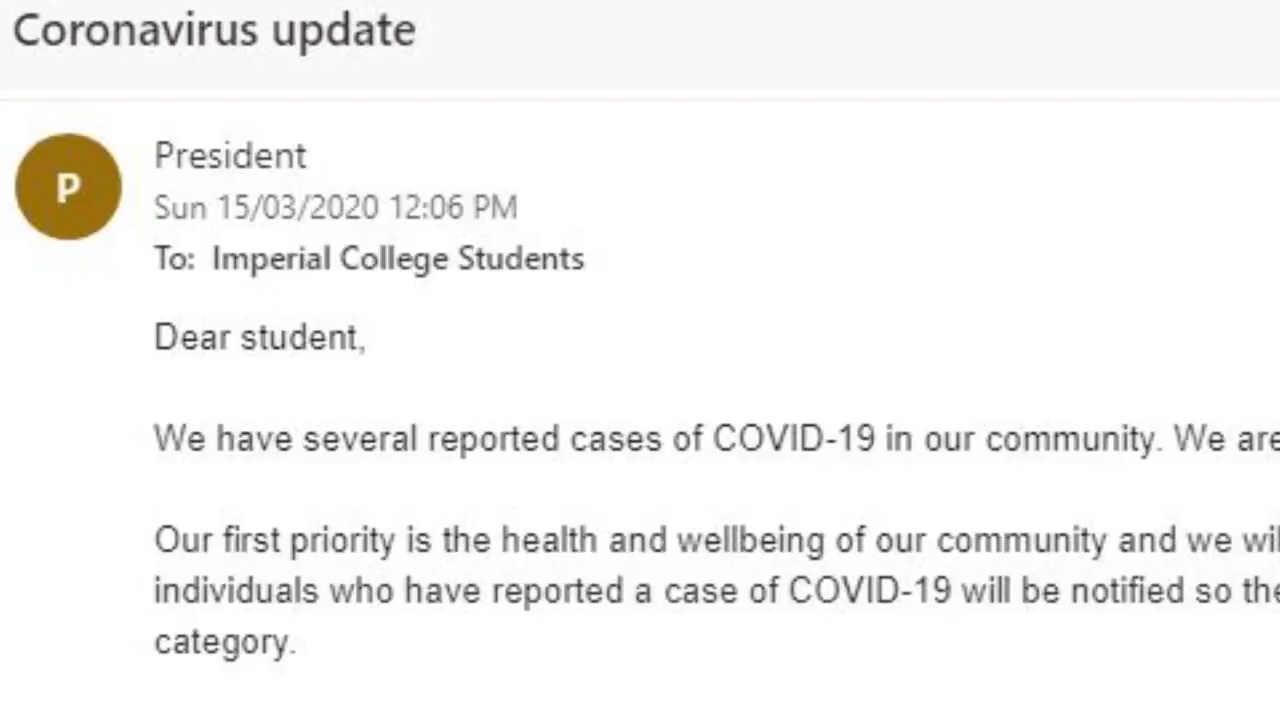 Coronavirus update
P
President
Sun 15/03/2020 12:06 PM
To: Imperial College Students
Dear student,
We have several reported cases of COVID-19 in our community. We are
Our first priority is the health and wellbeing of our community and we
individuals who have reported a case of COVID-19 will be notified so
category.